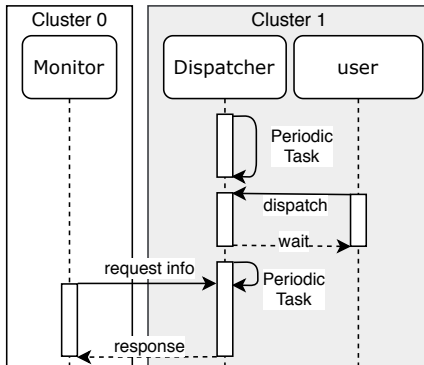 Cluster 0
Cluster 1
Monitor
Dispatcher
user
Periodic
Task
dispatch
wait
request info
Periodic
Task
response